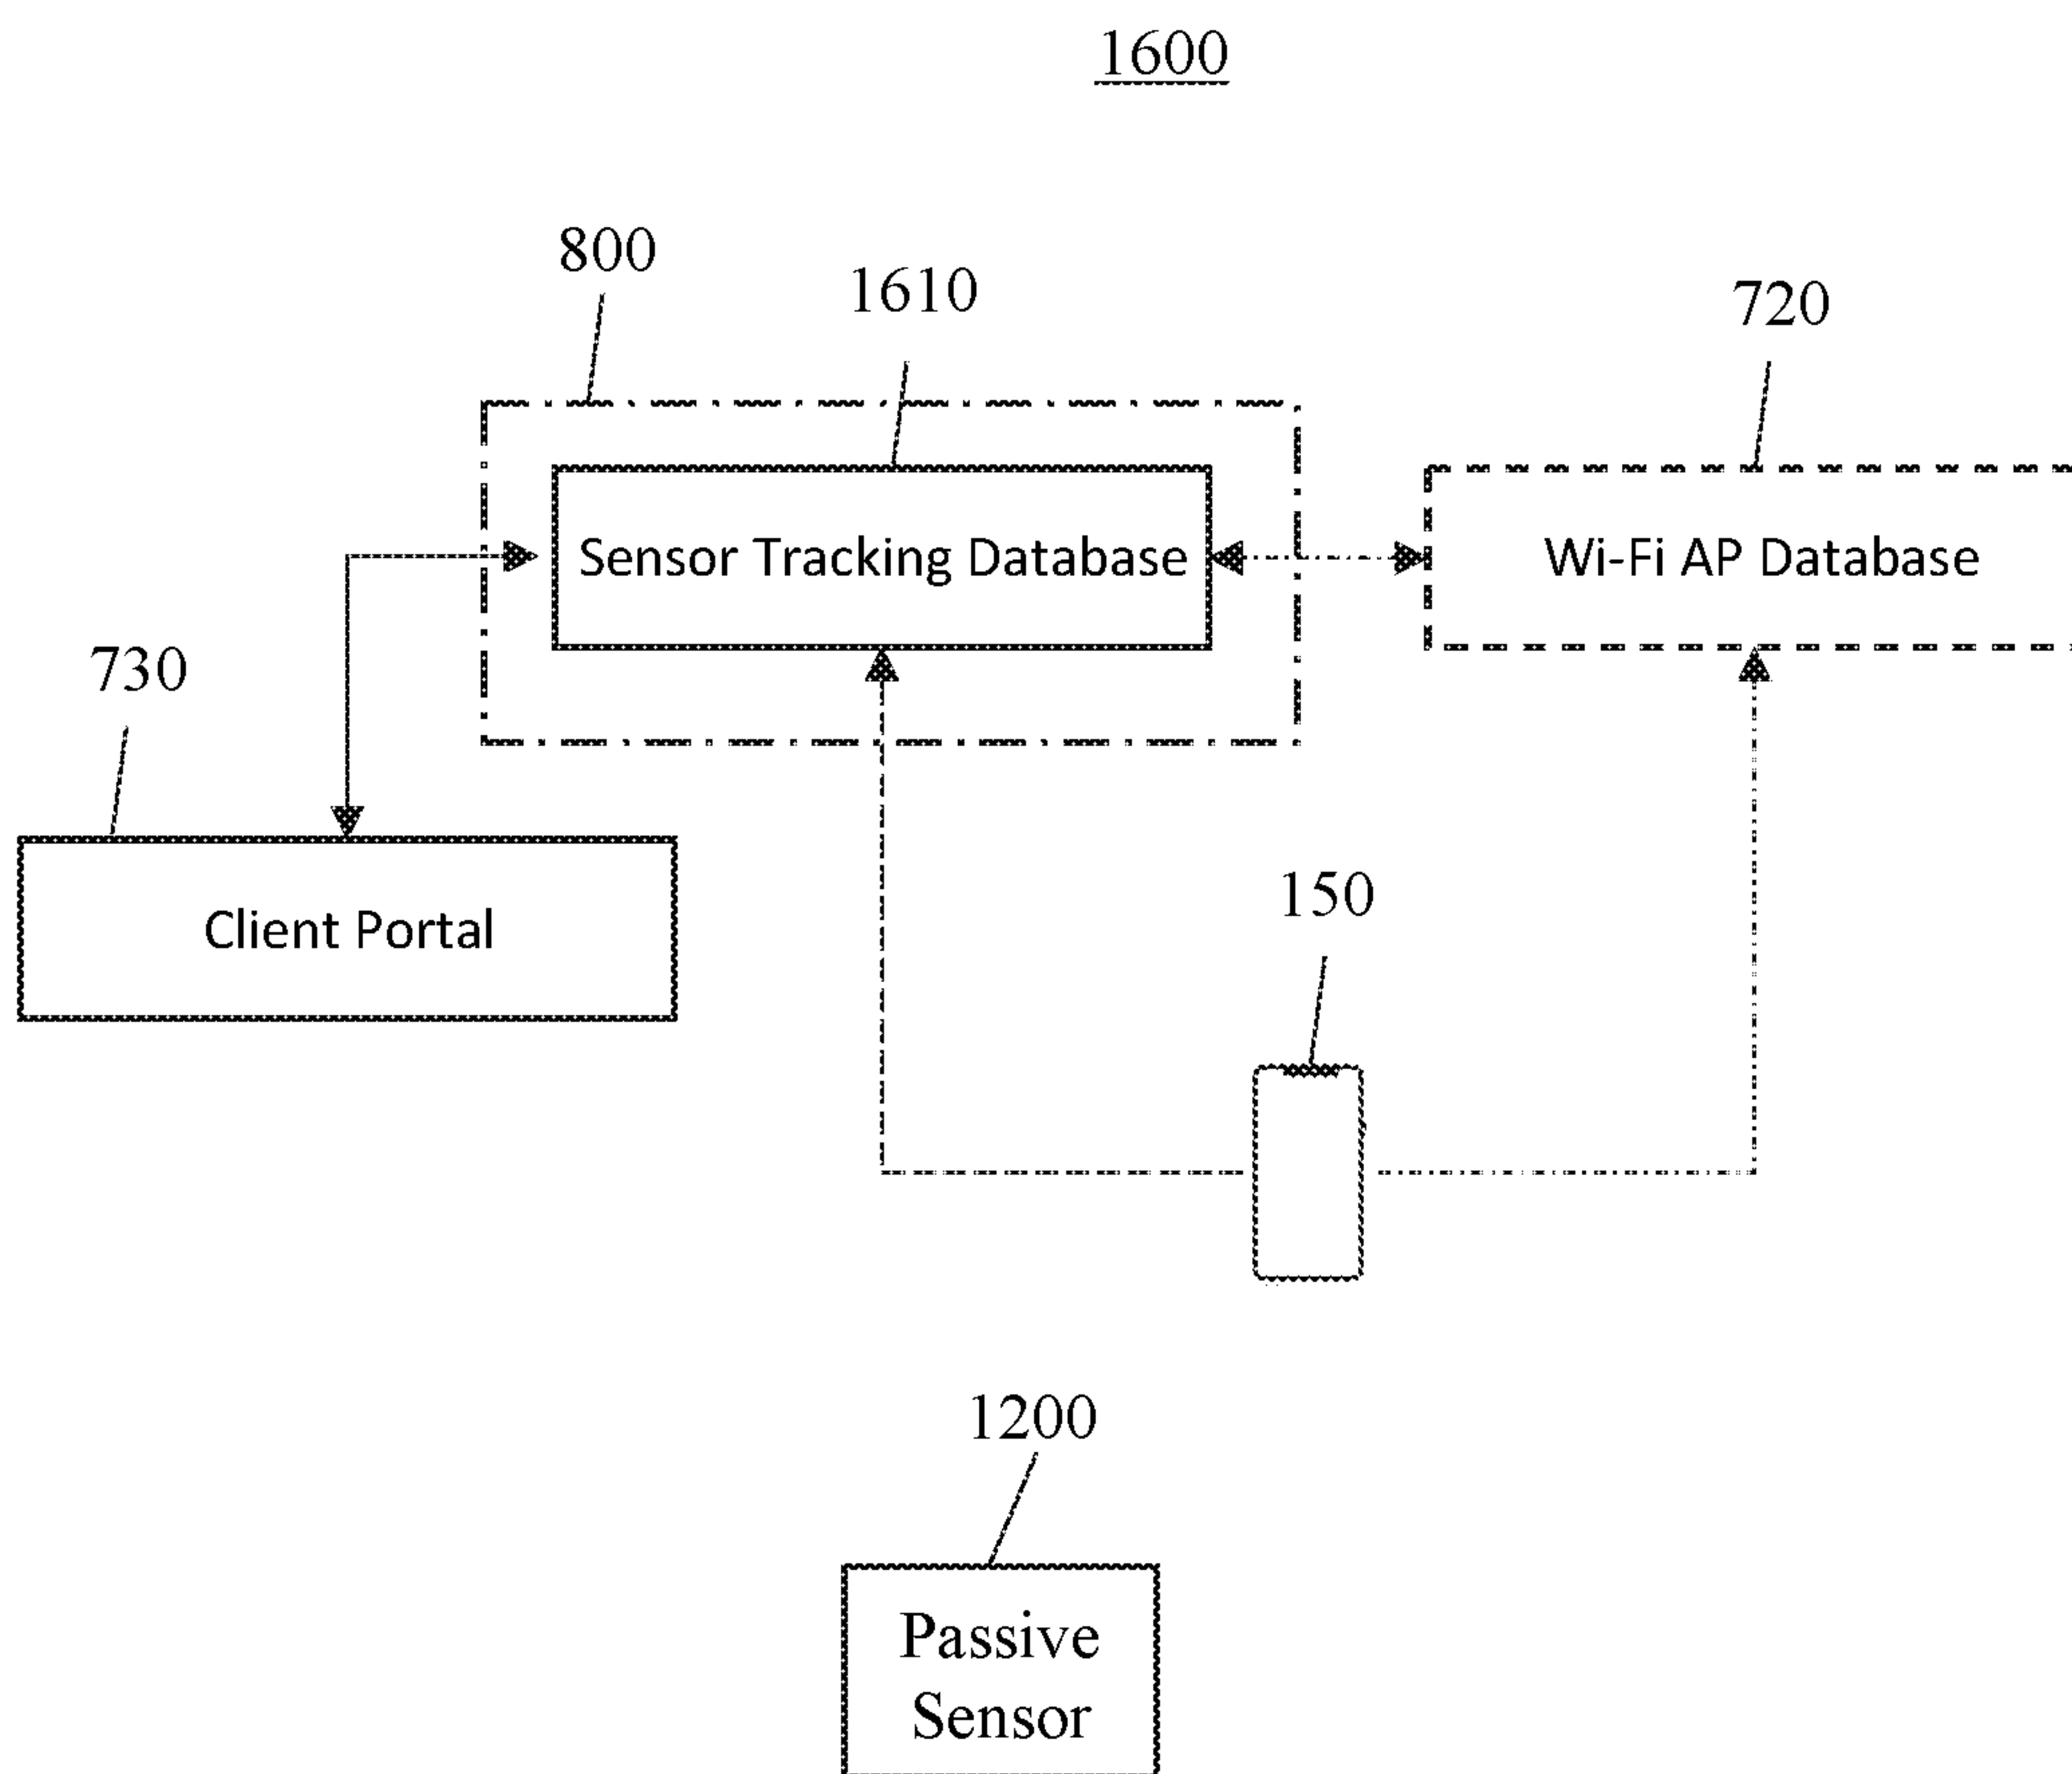 1600
800
1610
720
Sensor Tracking Database
Wi-Fi AP Database
730
Client Portal
150
1200
Passive
Sensor